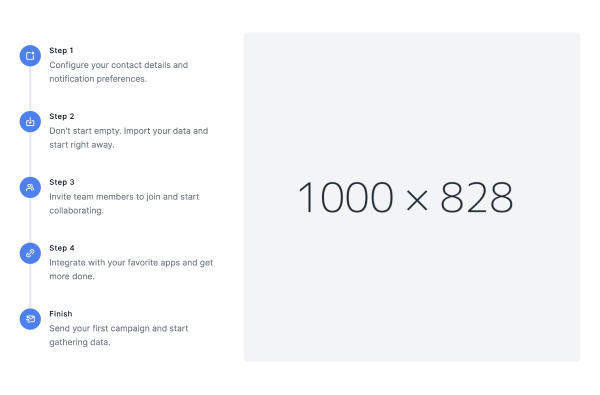 Step 1
Configure your contact details and
notification preferences.
Step 2
Don't start empty. Import your data and
start right away.
Step 3
Invite team members to join and start
collaborating.
Step 4
Integrate with your favorite apps and get
more done.
Finish
Send your first campaign and start
gathering data.
1000 × 828